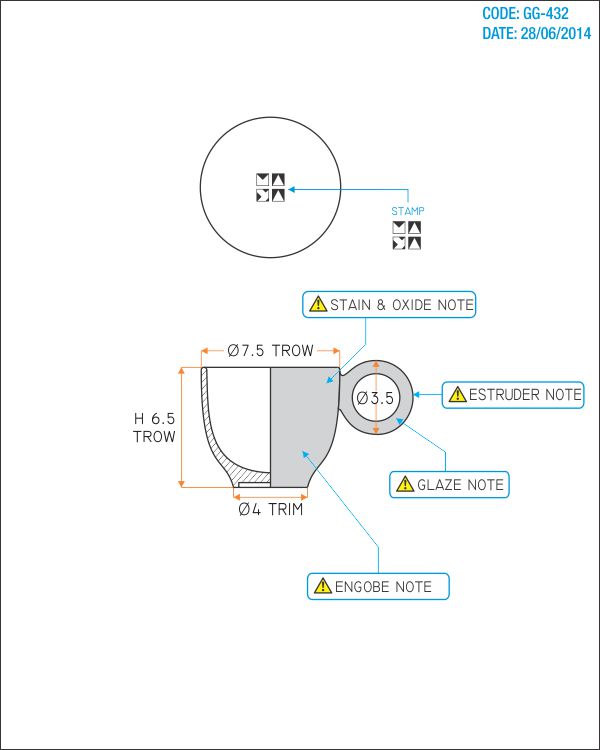 CODE: GG-432
DATE: 28/06/2014
STAMP
STAIN & OXIDE NOTE
Ø7.5 TROW
Ø3.5
ESTRUDER NOTE
H 6.5
TROW
GLAZE NOTE
Ø4 TRIM
ENGOBE NOTE